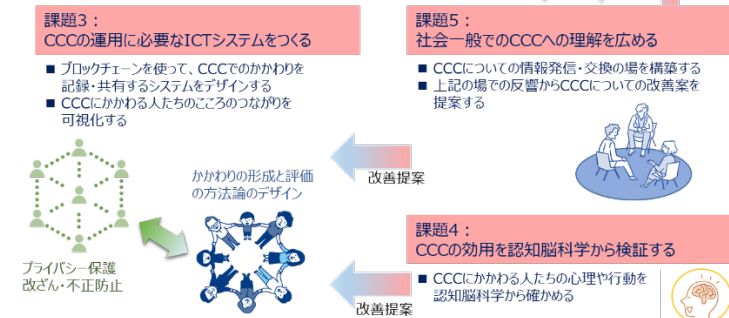 課題3：
CCCの運用に必要なICTシステムをつくる
■ ブロックチェーンを使って、CCCでのかかわりを
記録・共有するシステムをデザインする
■ CCCにかかわる人たちのこころのつながりを
可視化する
かかわりの形成と評価
の方法論のデザイン
プライバシー保護
改ざん・不正防止
改善提案
課題5：
社会一般でのCCCへの理解を広める
■ CCCについての情報発信・交換の場を構築する
■ 上記の場での反響からCCCについての改善案を
提案する
課題4：
CCCの効用を認知脳科学から検証する
■ CCCにかかわる人たちの心理や行動を
認知脳科学から確かめる
改善提案